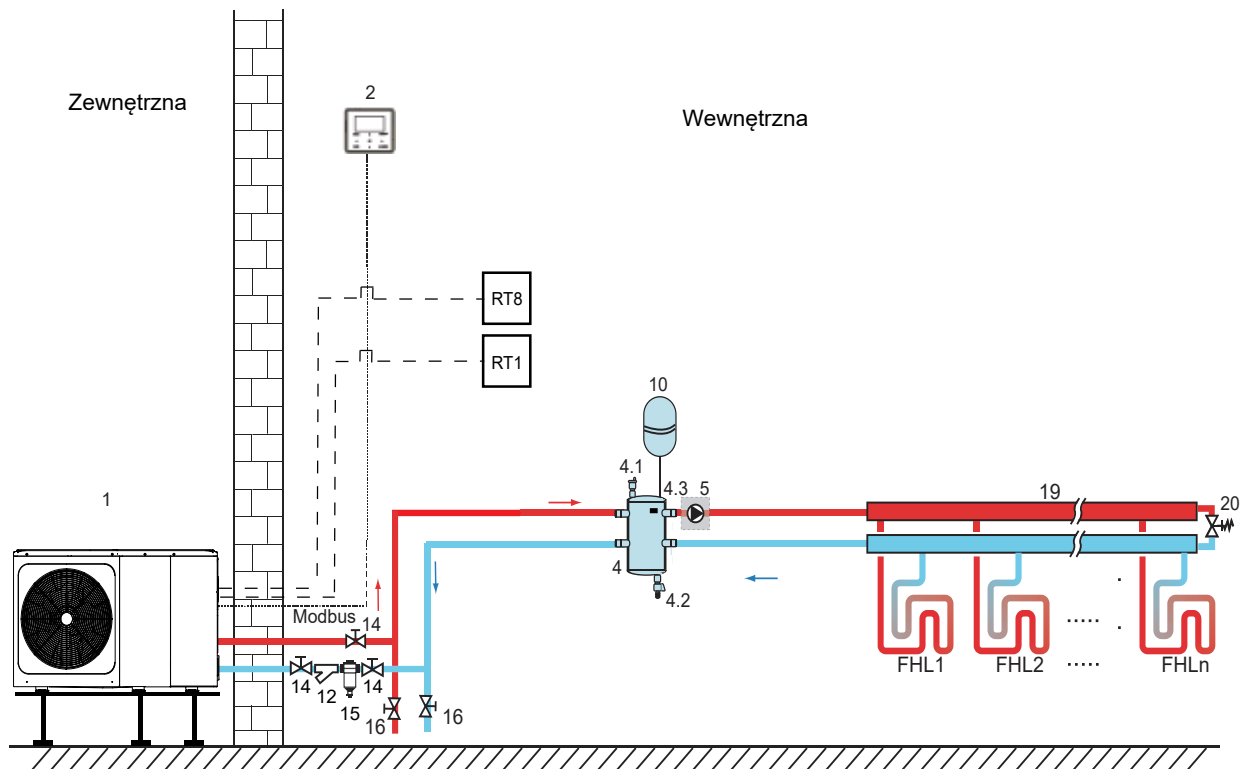 Zewnętrzna
2
Wewnętrzna
RT8
RT1
10
4.1
4.3
5
19
20
1
4
4.2
Modbus
14
14
12
14
15
16
16
FHL1
FHL2
.....
FHLn